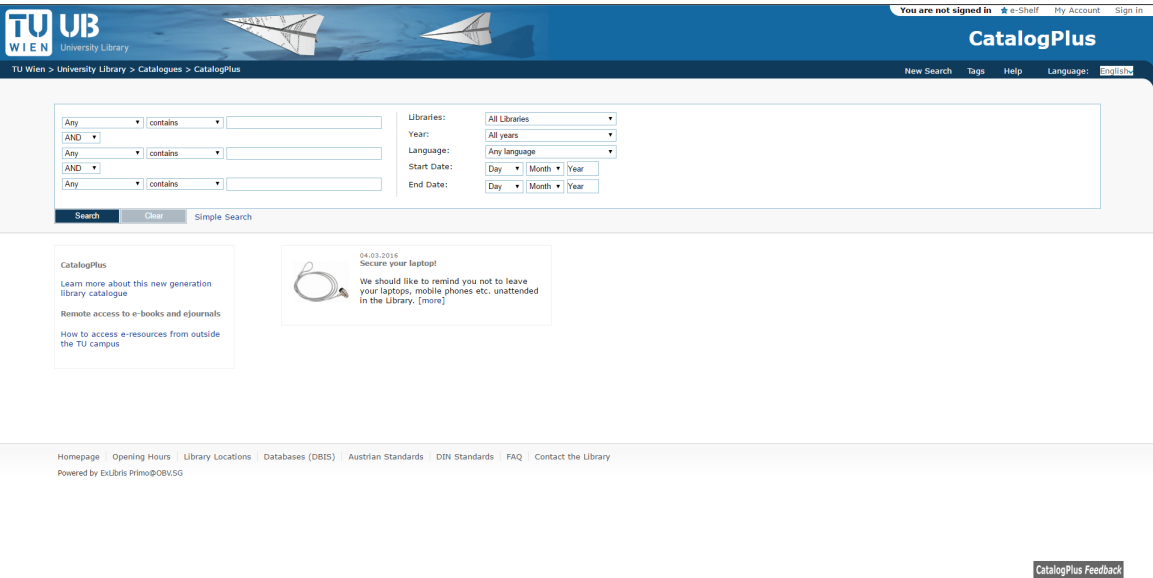 You are not signed in e-Shelf My Account Sign in
TU UB
WIEN University Library
CatalogPlus
TU Wien > University Library > Catalogues > CatalogPlus New Search Tags Help Language: English
Any contains
AND
Any contains
AND
Any contains
Libraries: All Libraries
Year: All years
Language: Any language
Start Date: Day Month Year
End Date: Day Month Year
Search Clear Simple Search
CatalogPlus
Learn more about this new generation
library catalogue
Remote access to e-books and ejournals
How to access e-resources from outside
the TU campus
04.03.2016
Secure your laptop!
We should like to remind you not to leave
your laptops, mobile phones etc. unattended
in the Library. [more]
Homepage Opening Hours Library Locations Databases (DBIS) Austrian Standards DIN Standards FAQ Contact the Library
Powered by ExLibris Primo@OBV.SG
CatalogPlus Feedback